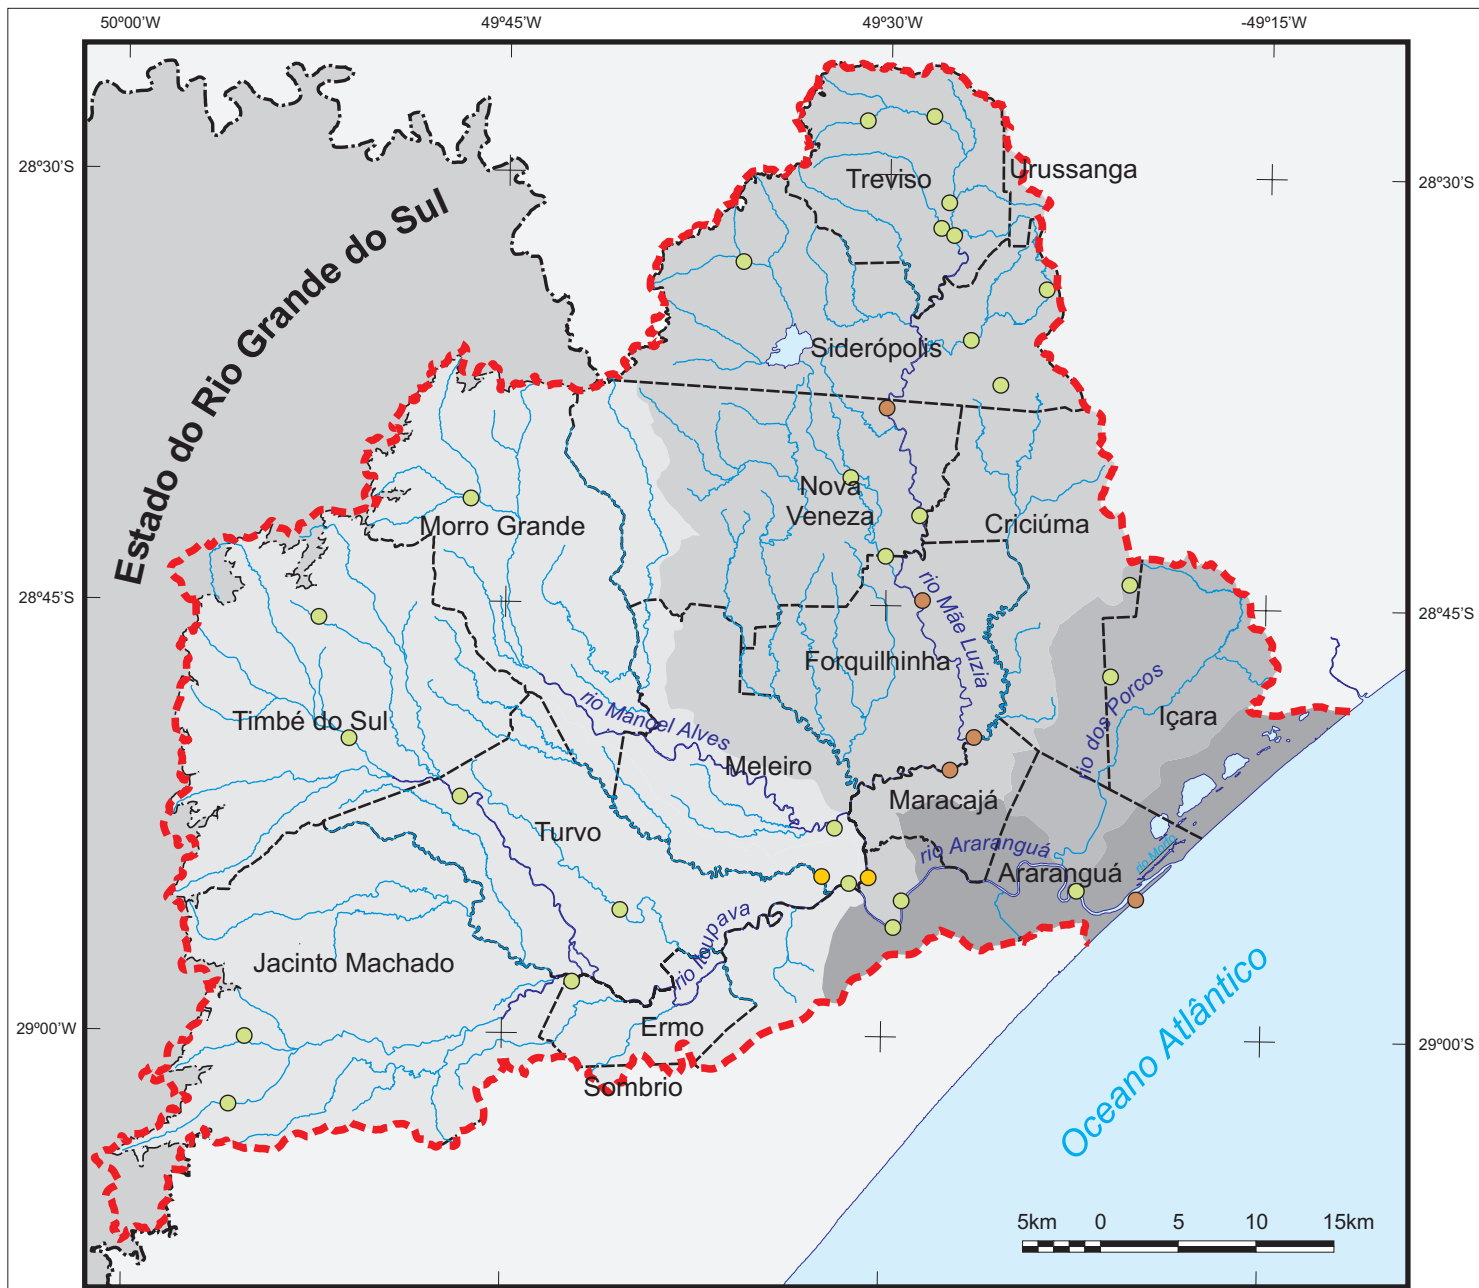 50°00'W
49°45'W
49°30'W
-49°15'W
28°30'S
28°30'S
Treviso
Urussanga
Estado do Rio Grande do Sul
Siderópolis
Nova
Veneza
Morro Grande
Criciúma
28°45'S
28°45'S
rio Mãe Luzia
Forquilhinha
rio dos Porcos
Içara
Timbé do Sul
rio Manoel Alves
Meleiro
Maracajá
Turvo
rio Araranguá
rio Morro
Araranguá
rio Itoupava
Jacinto Machado
Ermo
Sombrio
29°00'W
29°00'S
Oceano Atlântico
5km 0 5 10 15km